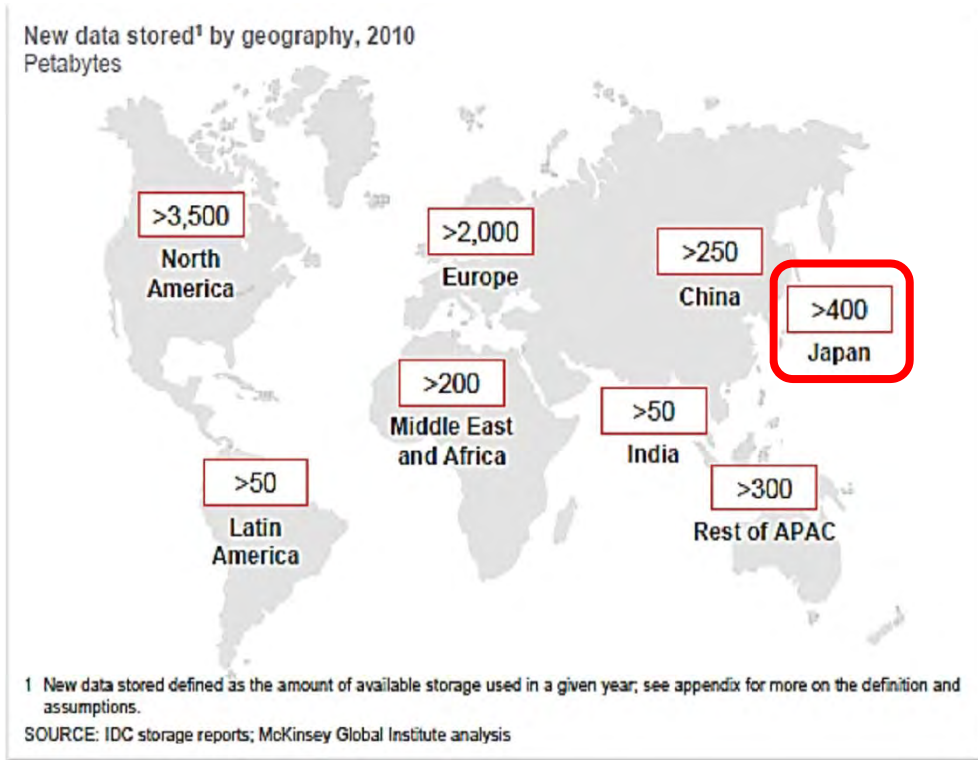 New data stored¹ by geography, 2010
Petabytes
>3,500
North
America
>2,000
Europe
>250
China
>400
Japan
>200
Middle East
and Africa
>50
India
>50
Latin
America
>300
Rest of APAC
1 New data stored defined as the amount of available storage used in a given year; see appendix for more on the definition and
assumptions.
SOURCE: IDC storage reports; McKinsey Global Institute analysis